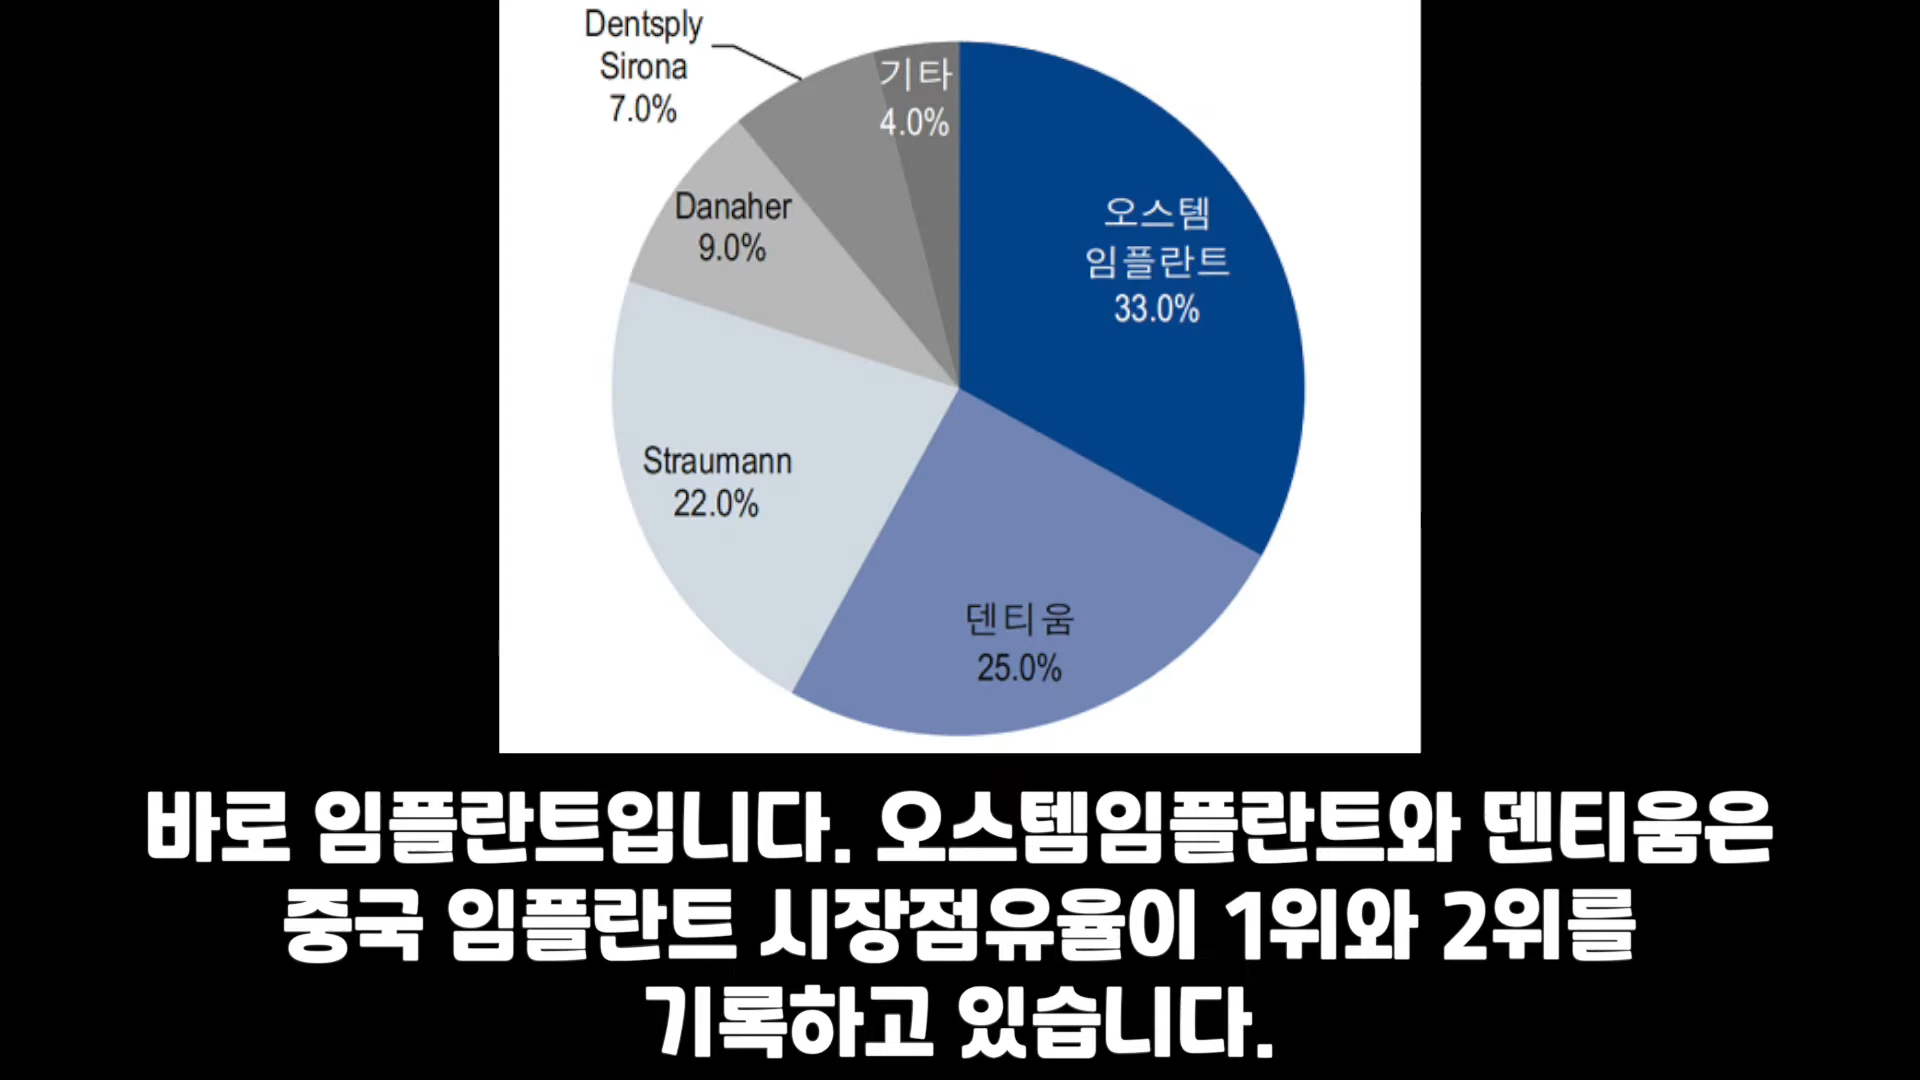 Dentsply
Sirona
7.0%
기타
4.0%
Danaher
9.0%
오스템
임플란트
33.0%
Straumann
22.0%
덴티움
25.0%
바로 임플란트입니다. 오스템임플란트와 덴티움은
중국 임플란트 시장점유율이 1위와 2위를
기록하고 있습니다.